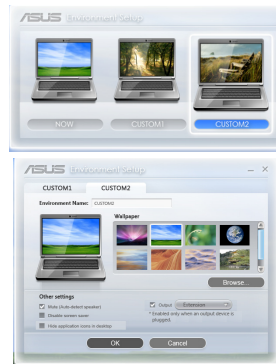 ASUS Environment Setup
NOW CUSTOM1 CUSTOM2
ASUS Environment Setup
CUSTOM1 CUSTOM2
Environment Name: CUSTOM2
Wallpaper
Browse...
Other settings
Mute (Auto-detect speaker)
Disable screen saver
Hide application icons in desktop
Output Extension
* Enabled only when an output device is
plugged.
OK Cancel